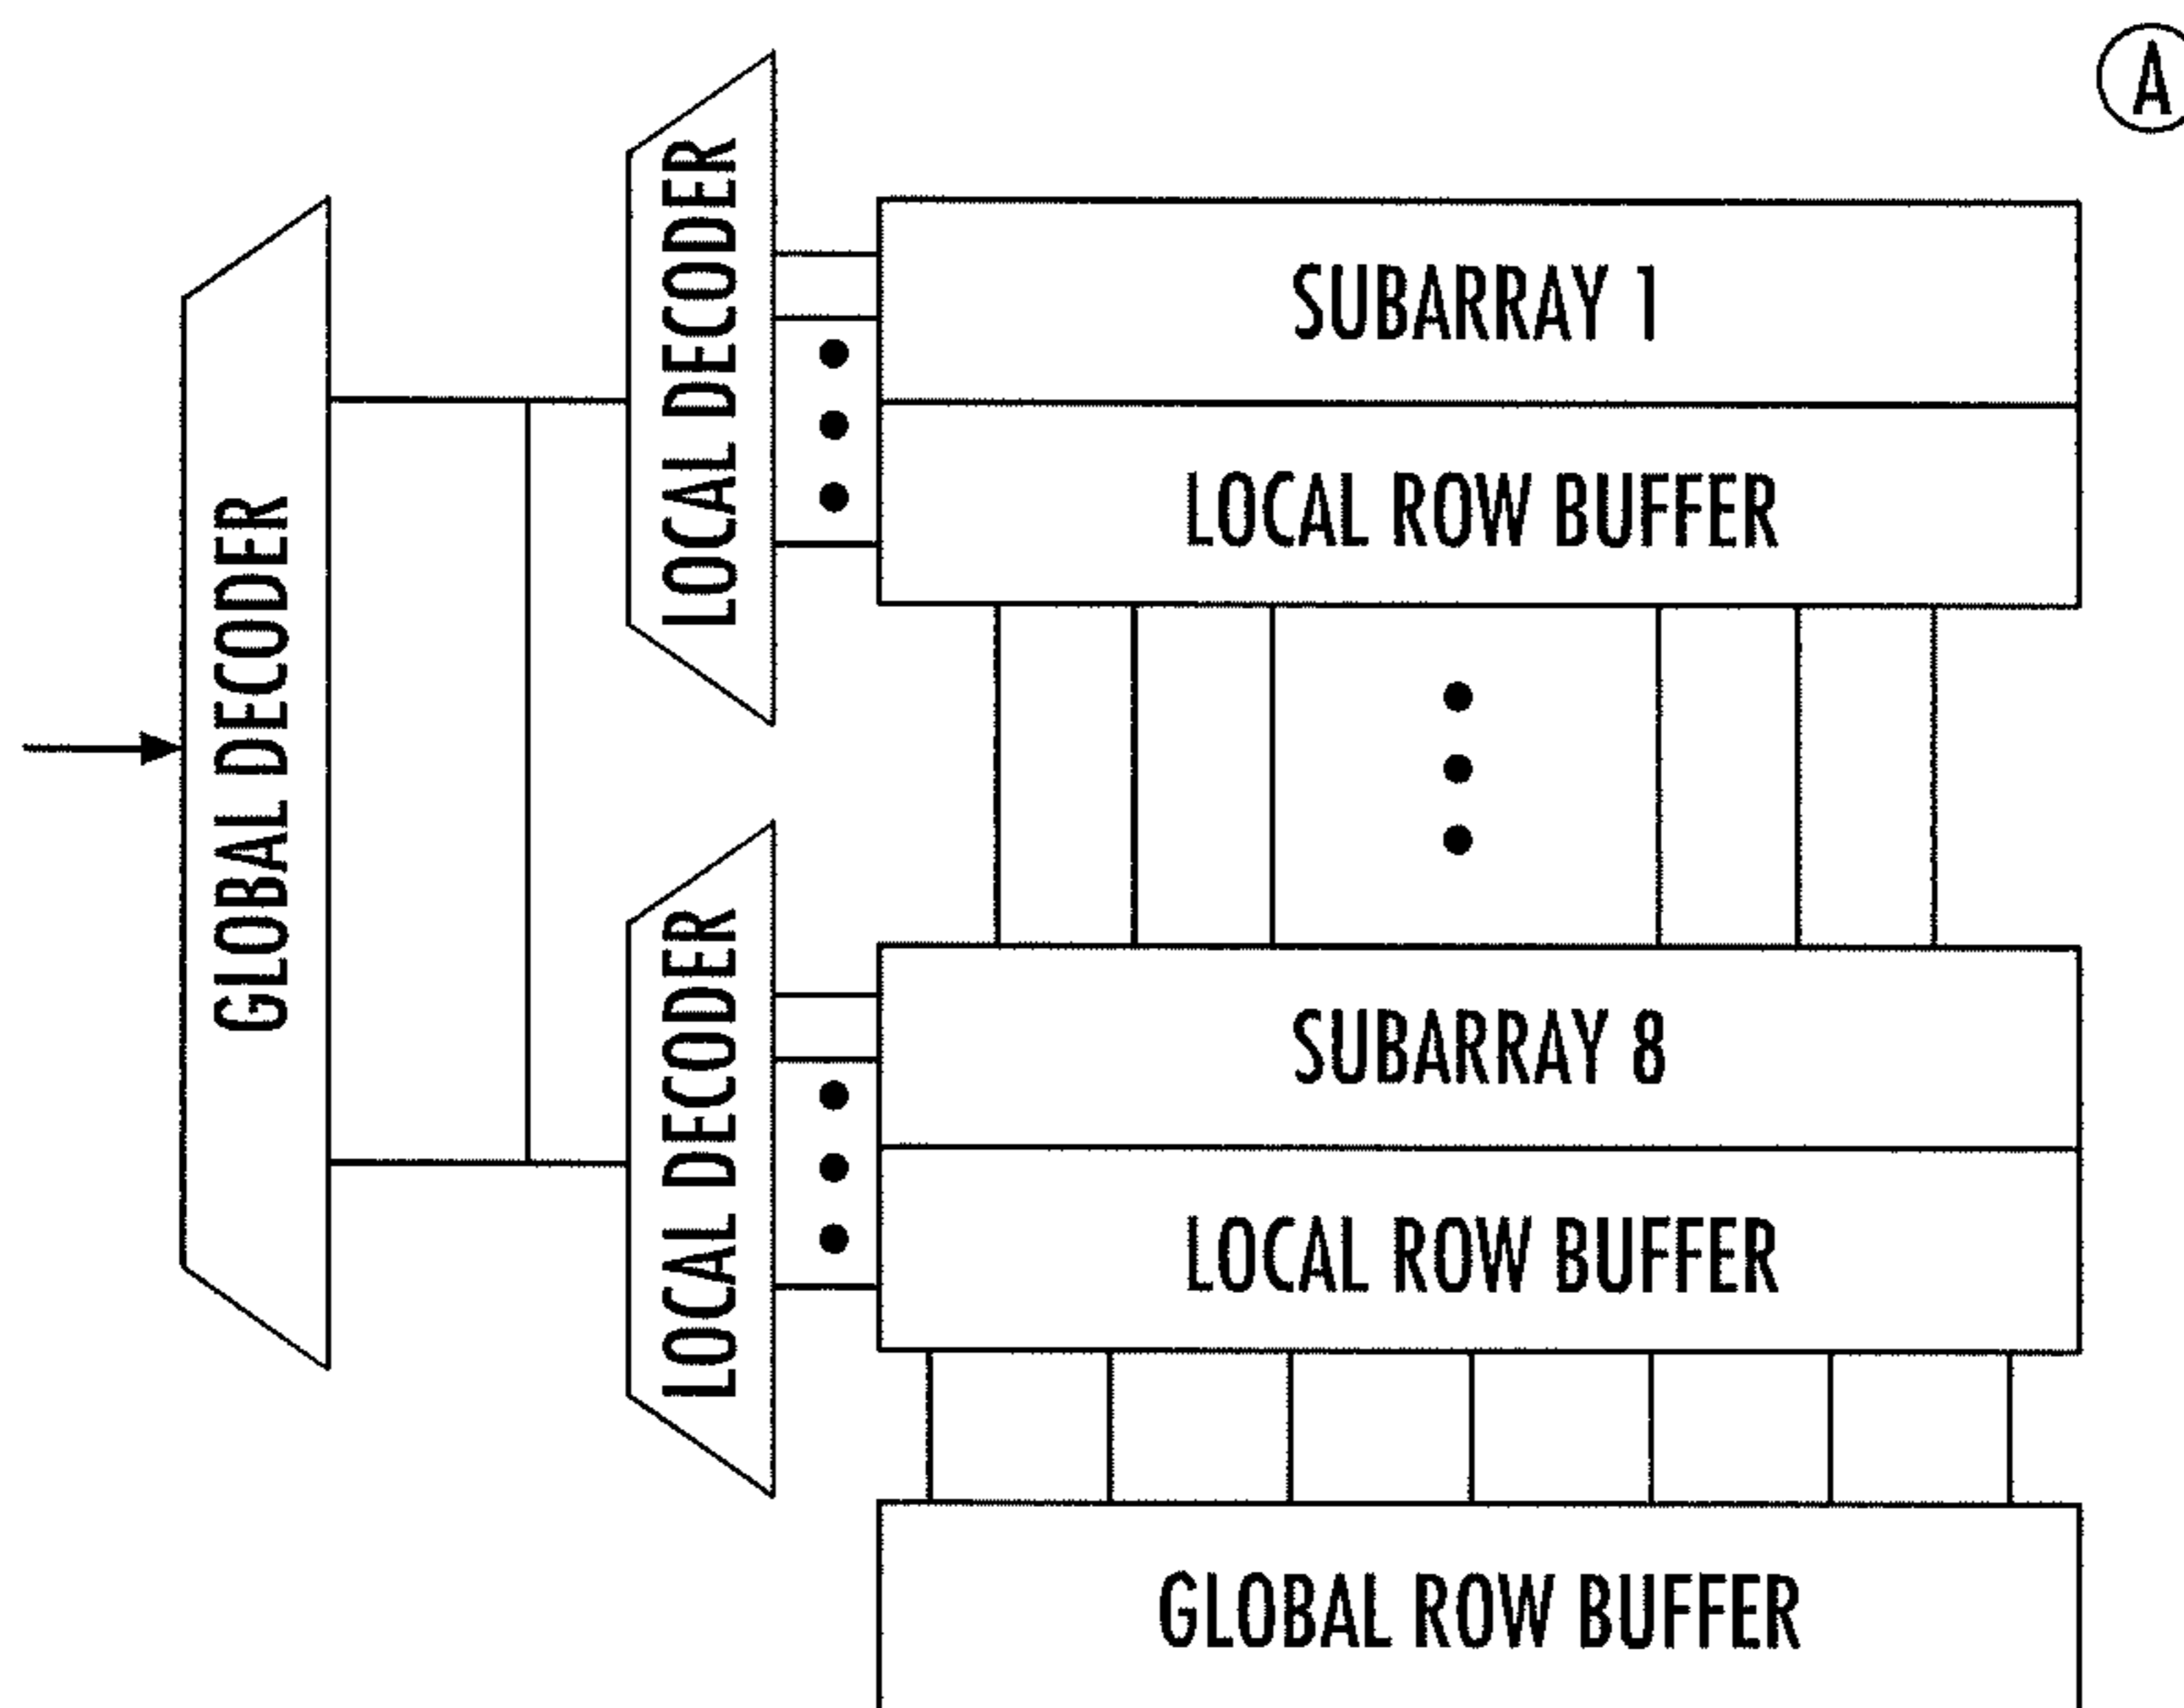 A
GLOBAL DECODER
LOCAL DECODER
SUBARRAY 1
LOCAL ROW BUFFER
LOCAL DECODER
SUBARRAY 8
LOCAL ROW BUFFER
GLOBAL ROW BUFFER